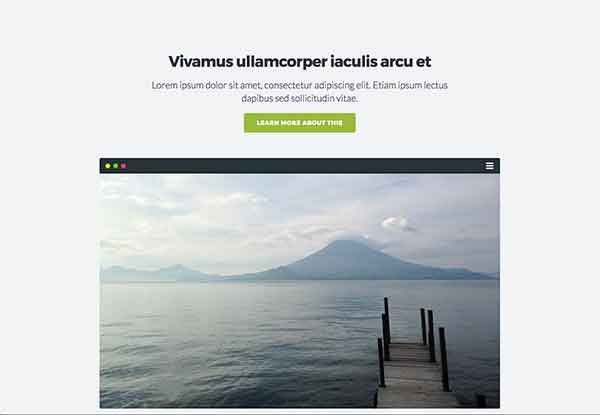 Vivamus ullamcorper iaculis arcu et
Lorem ipsum dolor sit amet, consectetur adipiscing elit. Etiam ipsum lectus
dapibus sed sollicitudin vitae.
LEARN MORE ABOUT THIS